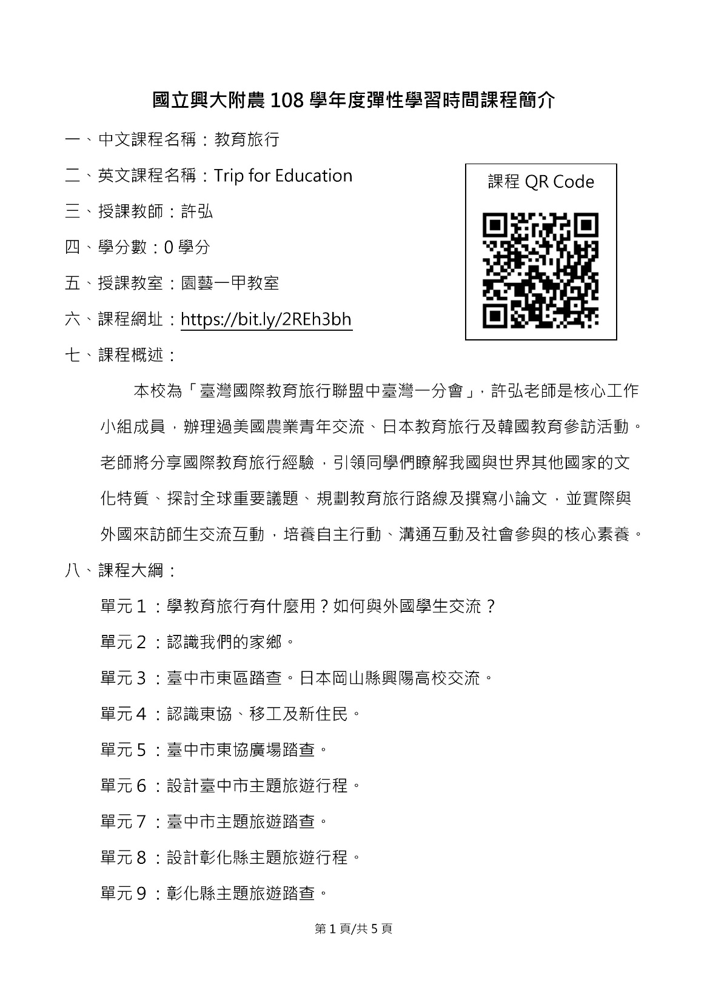 國立興大附農 108 學年度彈性學習時間課程簡介
一、中文課程名稱：教育旅行
二、英文課程名稱：Trip for Education
課程 QR Code
三、授課教師：許弘
四、學分數：0 學分
五、授課教室：園藝一甲教室
六、課程網址：https://bit.ly/2REh3bh
七、課程概述：
本校為「臺灣國際教育旅行聯盟中臺灣一分會」，許弘老師是核心工作
小組成員，辦理過美國農業青年交流、日本教育旅行及韓國教育參訪活動。
老師將分享國際教育旅行經驗，引領同學們瞭解我國與世界其他國家的文
化特質、探討全球重要議題、規劃教育旅行路線及撰寫小論文，並實際與
外國來訪師生交流互動，培養自主行動、溝通互動及社會參與的核心素養。
八、課程大綱：
單元 1：學教育旅行有什麼用？如何與外國學生交流？
單元 2：認識我們的家鄉。
單元 3：臺中市東區踏查。日本岡山縣興陽高校交流。
單元 4：認識東協、移工及新住民。
單元 5：臺中市東協廣場踏查。
單元 6：設計臺中市主題旅遊行程。
單元 7：臺中市主題旅遊踏查。
單元 8：設計彰化縣主題旅遊行程。
單元 9：彰化縣主題旅遊踏查。
第 1 頁/共 5 頁